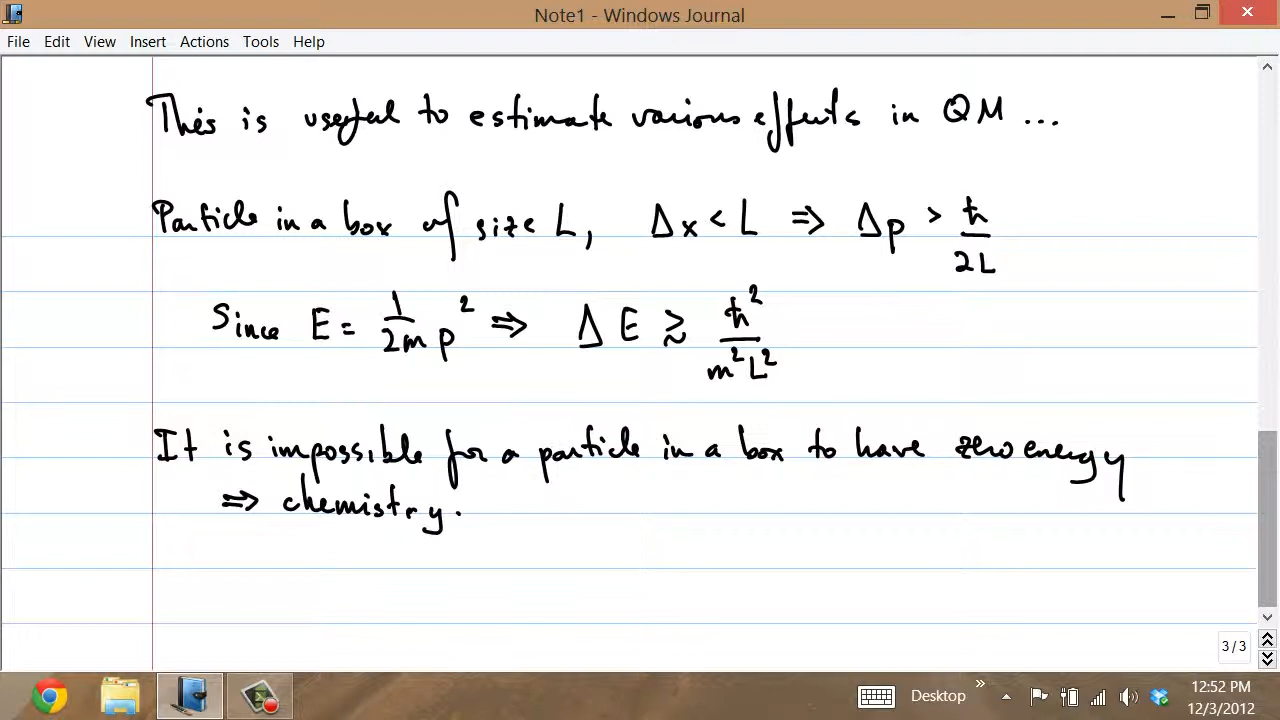 Note1 - Windows Journal
File Edit View Insert Actions Tools Help
This is useful to estimate various effects in QM ...
Particle in a box of size L, Δx < L ⇒ Δp > ħ/2L
Since E = 1/2m p² ⇒ ΔE ≳ ħ²/m²L²
It is impossible for a particle in a box to have zero energy
⇒ chemistry.
3 / 3
Desktop » 12:52 PM
12/3/2012